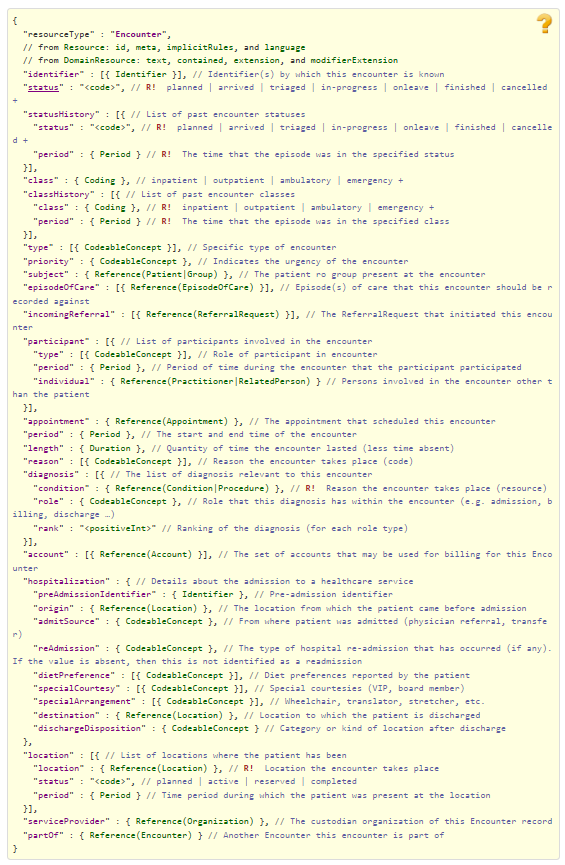 {
?
"resourceType" : "Encounter",
// from Resource: id, meta, implicitRules, and language
// from DomainResource: text, contained, extension, and modifierExtension
"identifier" : [{ Identifier }], // Identifier(s) by which this encounter is known
"status" : "<code>", // R!  planned | arrived | triaged | in-progress | onleave | finished | cancelled
+
"statusHistory" : [{ // List of past encounter statuses
"status" : "<code>", // R!  planned | arrived | triaged | in-progress | onleave | finished | cancelle
d +
"period" : { Period } // R!  The time that the episode was in the specified status
}],
"class" : { Coding }, // inpatient | outpatient | ambulatory | emergency +
"classHistory" : [{ // List of past encounter classes
"class" : { Coding }, // R!  inpatient | outpatient | ambulatory | emergency +
"period" : { Period } // R!  The time that the episode was in the specified class
}],
"type" : [{ CodeableConcept }], // Specific type of encounter
"priority" : { CodeableConcept }, // Indicates the urgency of the encounter
"subject" : { Reference(Patient|Group) }, // The patient ro group present at the encounter
"episodeOfCare" : [{ Reference(EpisodeOfCare) }], // Episode(s) of care that this encounter should be r
ecorded against
"incomingReferral" : [{ Reference(ReferralRequest) }], // The ReferralRequest that initiated this encou
nter
"participant" : [{ // List of participants involved in the encounter
"type" : [{ CodeableConcept }], // Role of participant in encounter
"period" : { Period }, // Period of time during the encounter that the participant participated
"individual" : { Reference(Practitioner|RelatedPerson) } // Persons involved in the encounter other t
han the patient
}],
"appointment" : { Reference(Appointment) }, // The appointment that scheduled this encounter
"period" : { Period }, // The start and end time of the encounter
"length" : { Duration }, // Quantity of time the encounter lasted (less time absent)
"reason" : [{ CodeableConcept }], // Reason the encounter takes place (code)
"diagnosis" : [{ // The list of diagnosis relevant to this encounter
"condition" : { Reference(Condition|Procedure) }, // R!  Reason the encounter takes place (resource)
"role" : { CodeableConcept }, // Role that this diagnosis has within the encounter (e.g. admission, b
illing, discharge …)
"rank" : "<positiveInt>" // Ranking of the diagnosis (for each role type)
}],
"account" : [{ Reference(Account) }], // The set of accounts that may be used for billing for this Enco
unter
"hospitalization" : { // Details about the admission to a healthcare service
"preAdmissionIdentifier" : { Identifier }, // Pre-admission identifier
"origin" : { Reference(Location) }, // The location from which the patient came before admission
"admitSource" : { CodeableConcept }, // From where patient was admitted (physician referral, transfe
r)
"reAdmission" : { CodeableConcept }, // The type of hospital re-admission that has occurred (if any).
If the value is absent, then this is not identified as a readmission
"dietPreference" : [{ CodeableConcept }], // Diet preferences reported by the patient
"specialCourtesy" : [{ CodeableConcept }], // Special courtesies (VIP, board member)
"specialArrangement" : [{ CodeableConcept }], // Wheelchair, translator, stretcher, etc.
"destination" : { Reference(Location) }, // Location to which the patient is discharged
"dischargeDisposition" : { CodeableConcept } // Category or kind of location after discharge
},
"location" : [{ // List of locations where the patient has been
"location" : { Reference(Location) }, // R!  Location the encounter takes place
"status" : "<code>", // planned | active | reserved | completed
"period" : { Period } // Time period during which the patient was present at the location
}],
"serviceProvider" : { Reference(Organization) }, // The custodian organization of this Encounter record
"partOf" : { Reference(Encounter) } // Another Encounter this encounter is part of
}